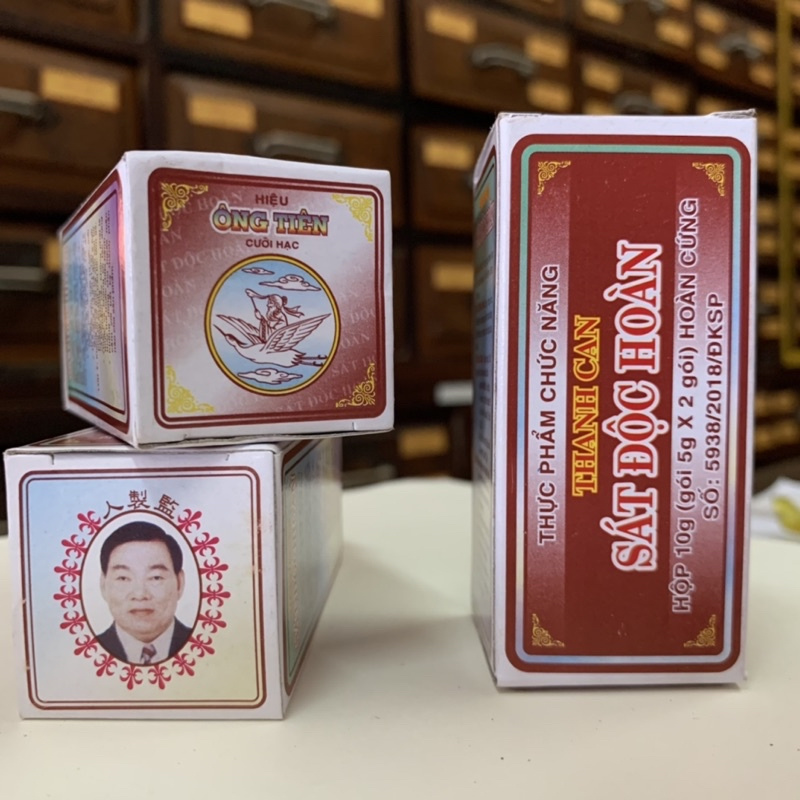 HIỆU
ÔNG TIÊN
CƯỠI HẠC
人製監
THỰC PHẨM CHỨC NĂNG
THANH CAN
SÁT ĐỘC HOÀN
HỘP 10g (gói 5g X 2 gói) HOÀN CỨNG
SỐ: 5938/2018/ĐKSP